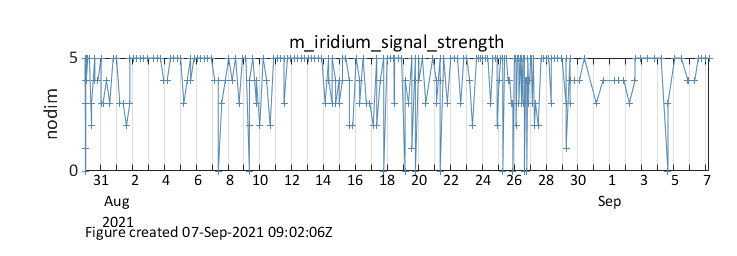 m_iridium_signal_strength
5
nodim
0
31 2 4 6 8 10 12 14 16 18 20 22 24 26 28 30 1 3 5 7
Aug Sep
2021
Figure created 07-Sep-2021 09:02:06Z